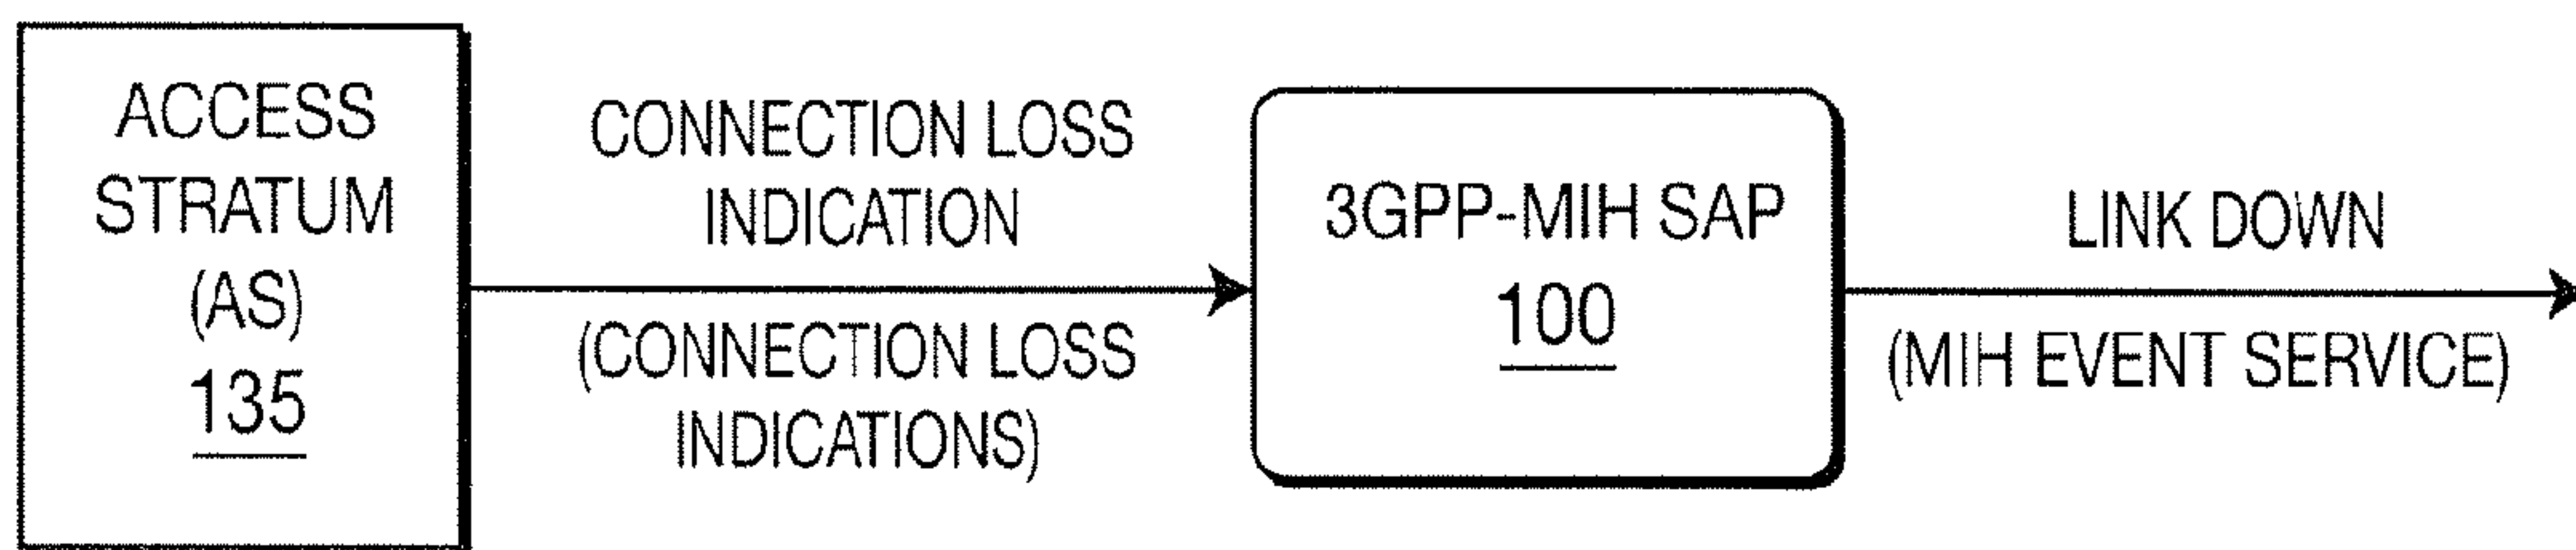 ACCESS
STRATUM
(AS)
135
CONNECTION LOSS
INDICATION
(CONNECTION LOSS
INDICATIONS)
3GPP-MIH SAP
100
LINK DOWN
(MIH EVENT SERVICE)